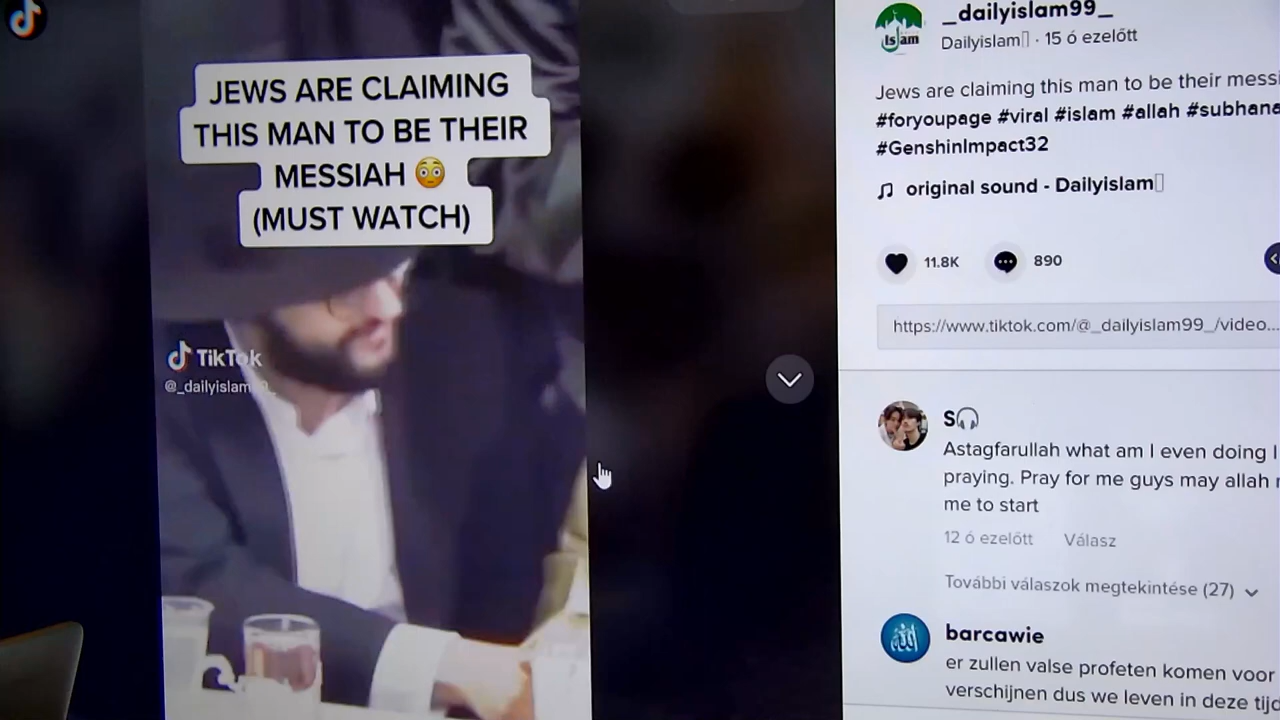 JEWS ARE CLAIMING
THIS MAN TO BE THEIR
MESSIAH 😳
(MUST WATCH)
TikTok
@_dailyislam
Islam
_dailyislam99_
Dailyislam · 15 ó ezelőtt
Jews are claiming this man to be their
#foryoupage #viral #islam #allah
#GenshinImpact32
♫ original sound - Dailyislam
11.8K
890
https://www.tiktok.com/@_dailyislam99_/video...
S🎧
Astagfarullah what am I even doing I
praying. Pray for me guys may allah
me to start
12 ó ezelőtt Válasz
További válaszok megtekintése (27)
barcawie
er zullen valse profeten komen voor
verschijnen dus we leven in deze